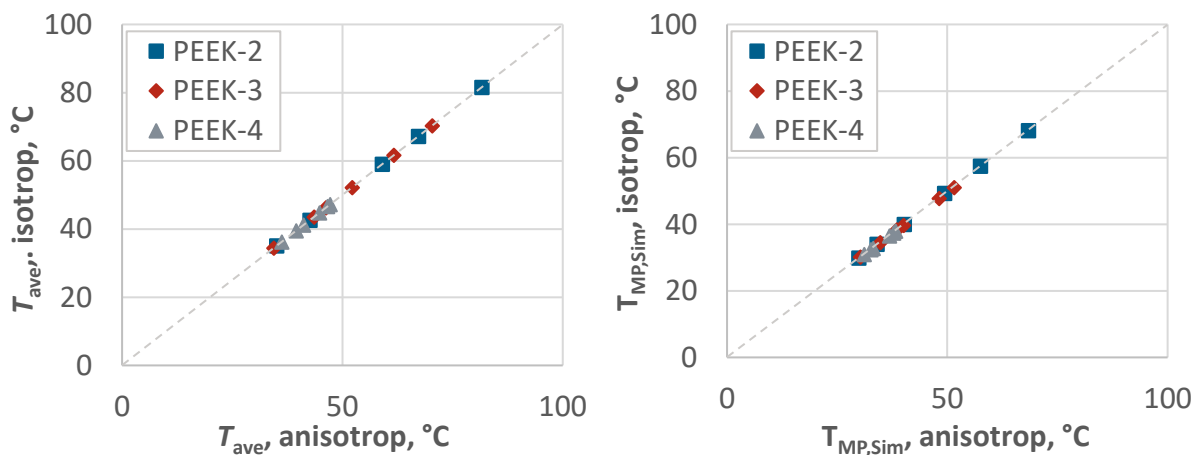 100
80
60
40
20
0
0
50
100
PEEK-2
PEEK-3
PEEK-4
Tave,. isotrop, °C
Tave, anisotrop, °C
100
80
60
40
20
0
0
50
100
PEEK-2
PEEK-3
PEEK-4
TMP,Sim, isotrop, °C
TMP,Sim, anisotrop, °C